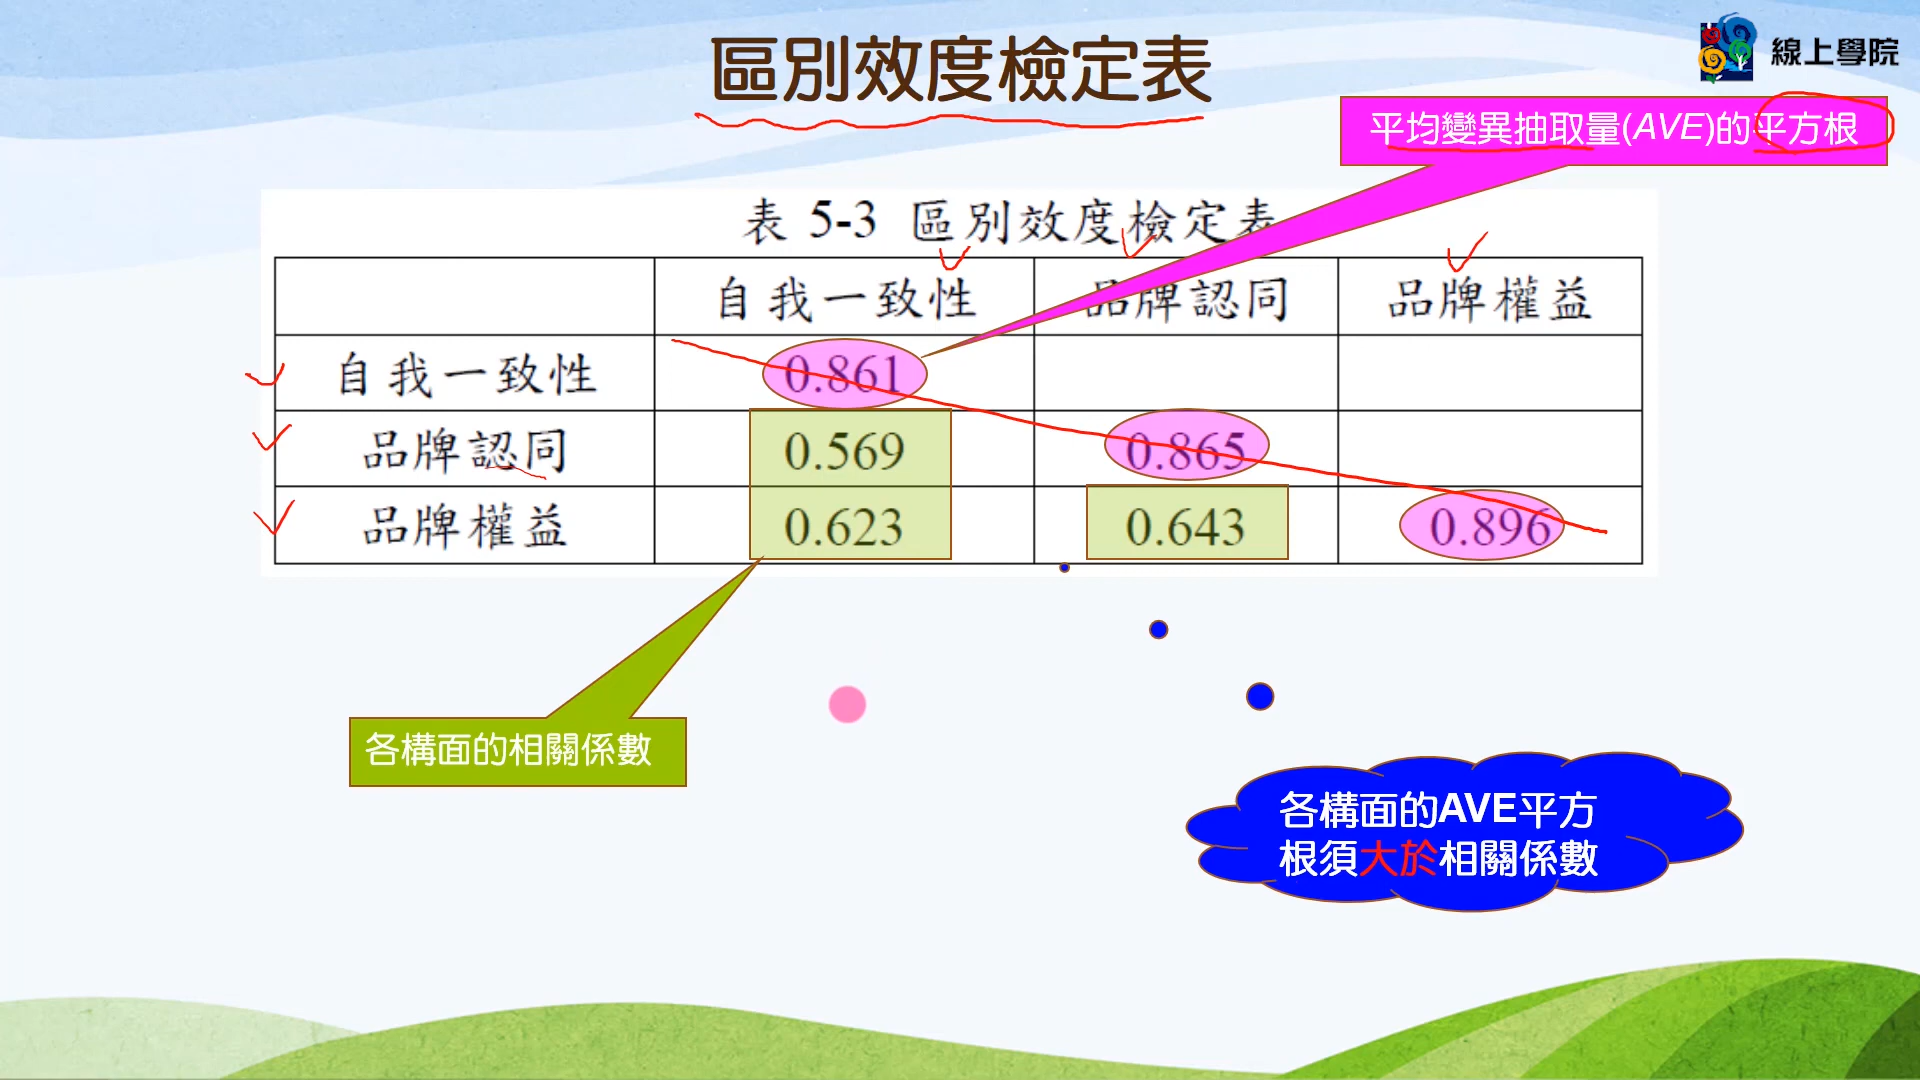 區別效度檢定表
線上學院
平均變異抽取量(AVE)的平方根
表 5-3 區別效度檢定表
自我一致性 品牌認同 品牌權益
自我一致性 0.861
品牌認同 0.569 0.865
品牌權益 0.623 0.643 0.896
各構面的相關係數
各構面的AVE平方
根須大於相關係數